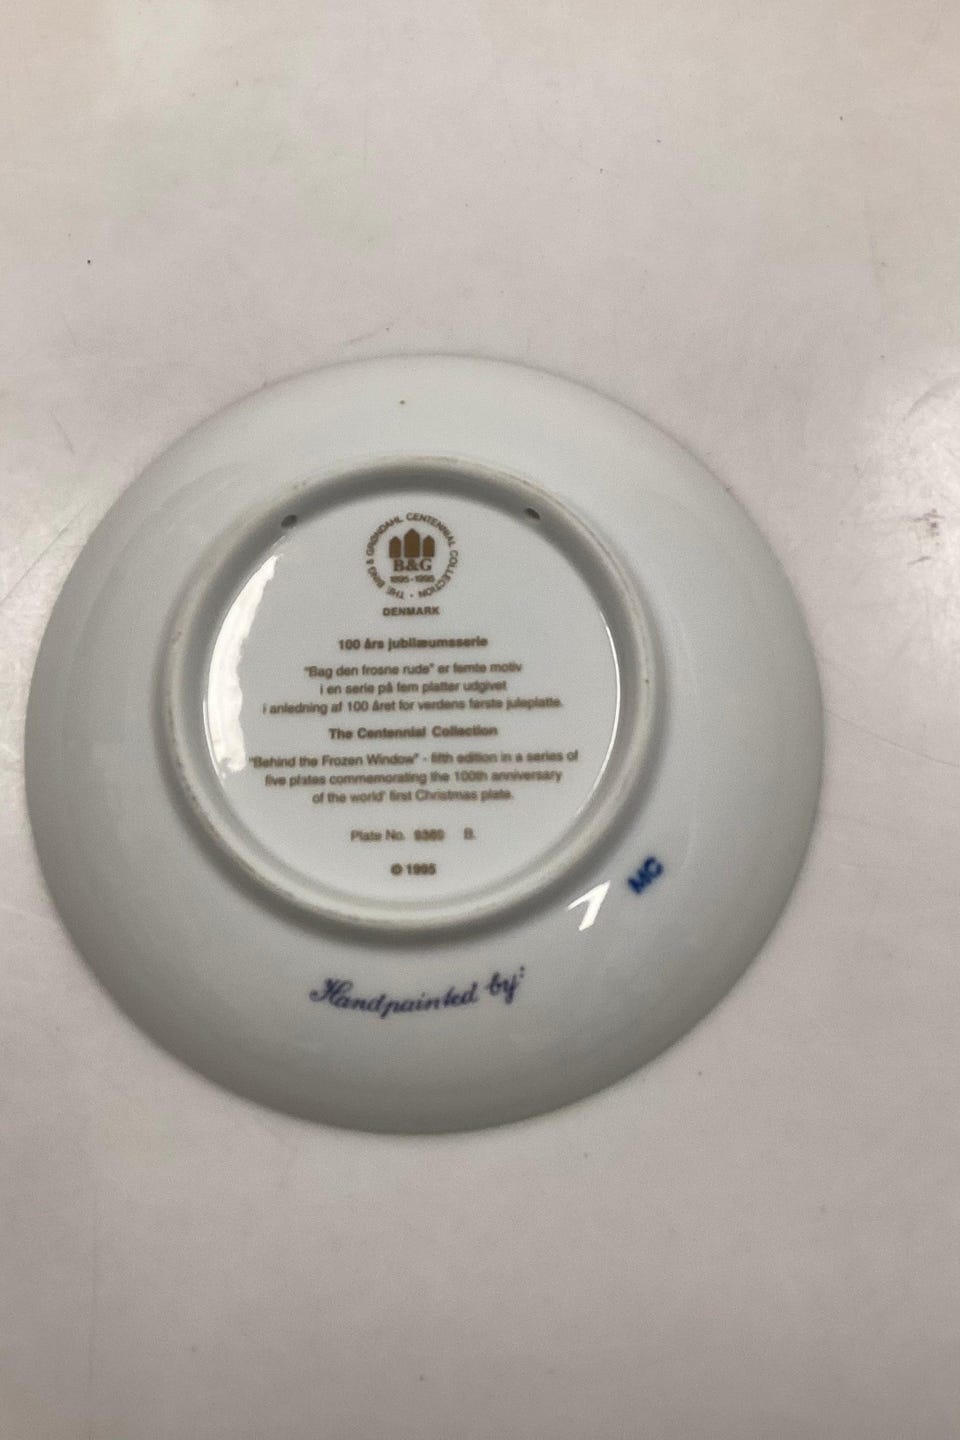 THE BING & GRØNDAHL CENTENNIAL COLLECTION
B&G
1895-1995
DENMARK
100 års jubilæumsserie
"Bag den frosne rude" er femte motiv
i en serie på fem platter udgivet
i anledning af 100 året for verdens første juleplatte.
The Centennial Collection
"Behind the Frozen Window" - fifth edition in a series of
five plates commemorating the 100th anniversary
of the world' first Christmas plate.
Plate No. B.
© 1995
MG
Handpainted by: